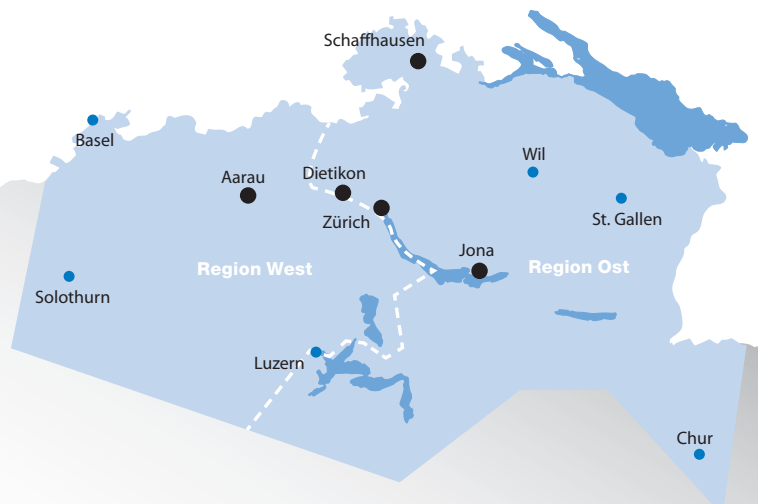 Schaffhausen
Basel
Wil
Aarau
Dietikon
St. Gallen
Zürich
Jona
Region West
Region Ost
Solothurn
Luzern
Chur